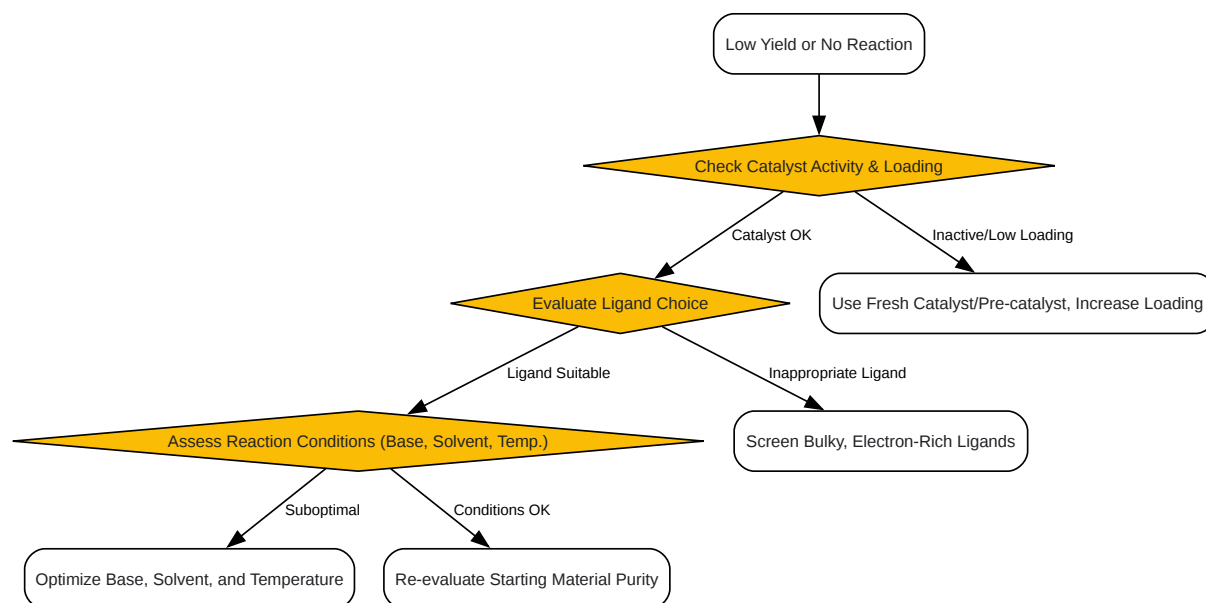 Low Yield or No Reaction
Check Catalyst Activity & Loading
Catalyst OK
Inactive/Low Loading
Evaluate Ligand Choice
Use Fresh Catalyst/Pre-catalyst, Increase Loading
Ligand Suitable
Inappropriate Ligand
Assess Reaction Conditions (Base, Solvent, Temp.)
Screen Bulky, Electron-Rich Ligands
Suboptimal
Conditions OK
Optimize Base, Solvent, and Temperature
Re-evaluate Starting Material Purity